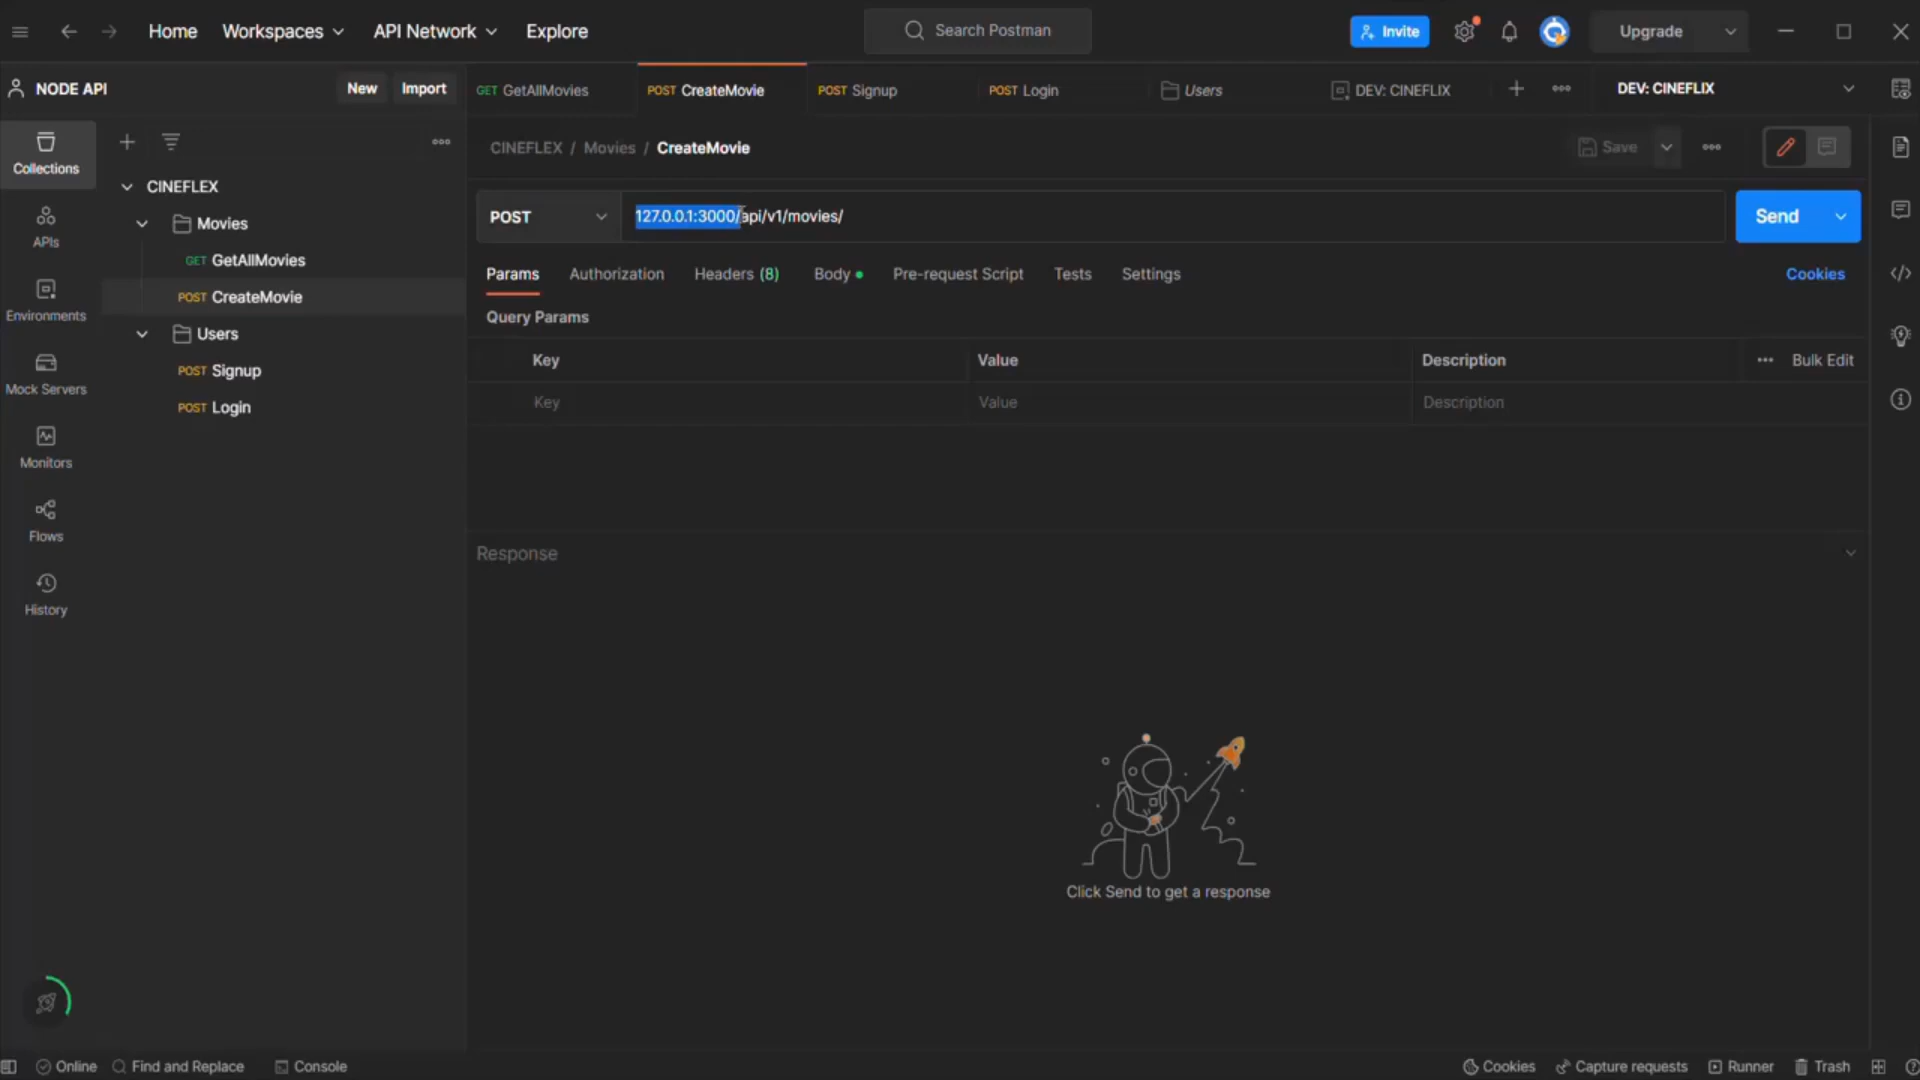 Home Workspaces API Network Explore Search Postman Invite Upgrade
NODE API New Import GET GetAllMovies POST CreateMovie POST Signup POST Login Users DEV: CINEFLIX DEV: CINEFLIX
Collections
CINEFLEX / Movies / CreateMovie Save
CINEFLEX
Movies
GET GetAllMovies
POST CreateMovie
Users
POST Signup
POST Login
APIs
Environments
Mock Servers
Monitors
Flows
History
POST 127.0.0.1:3000/api/v1/movies/ Send
Params Authorization Headers (8) Body Pre-request Script Tests Settings Cookies
Query Params
Key Value Description Bulk Edit
Key Value Description
Response
Click Send to get a response
Online Find and Replace Console Cookies Capture requests Runner Trash